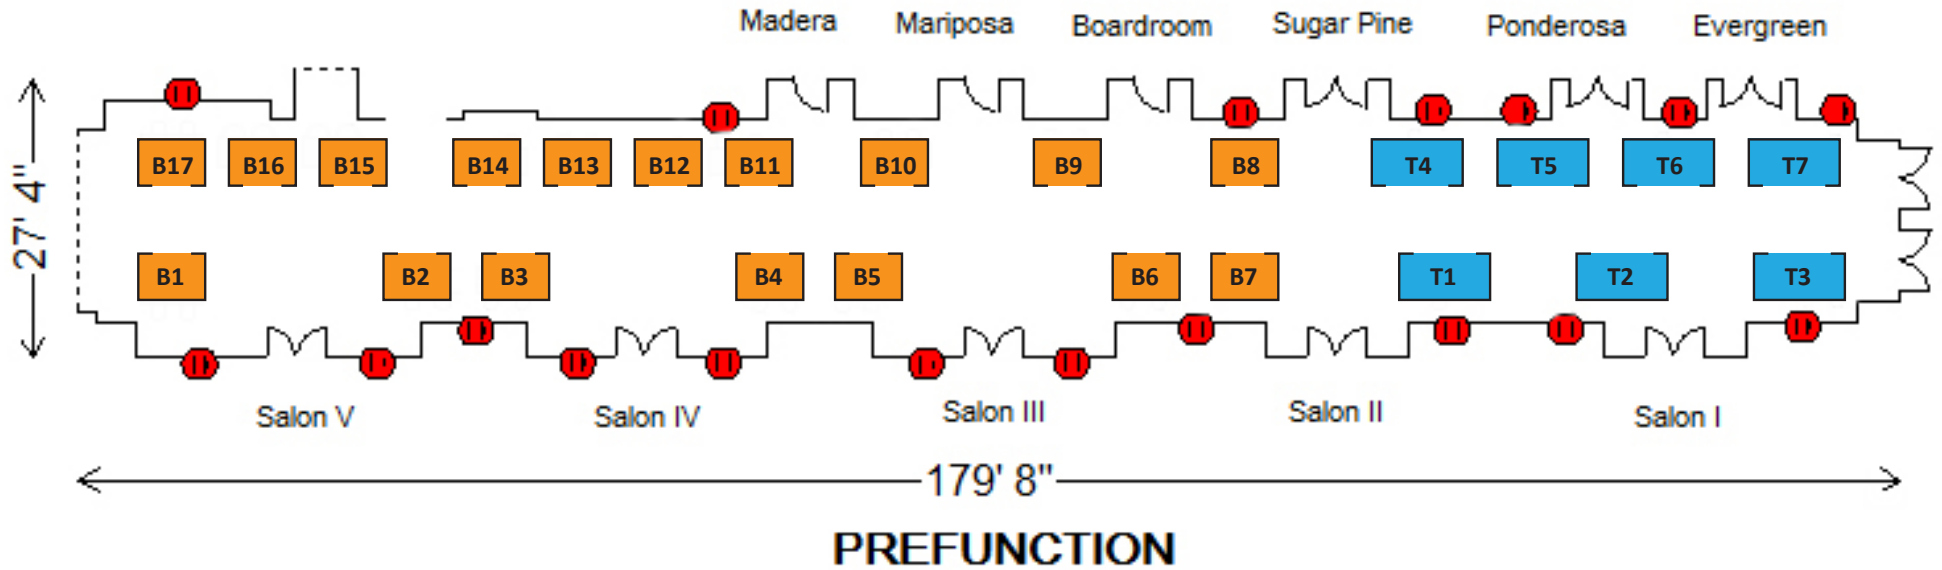 Madera Mariposa Boardroom Sugar Pine Ponderosa Evergreen
B17 B16 B15 B14 B13 B12 B11 B10 B9 B8 T4 T5 T6 T7
27' 4"
B1 B2 B3 B4 B5 B6 B7 T1 T2 T3
Salon V Salon IV Salon III Salon II Salon I
179' 8"
PREFUNCTION